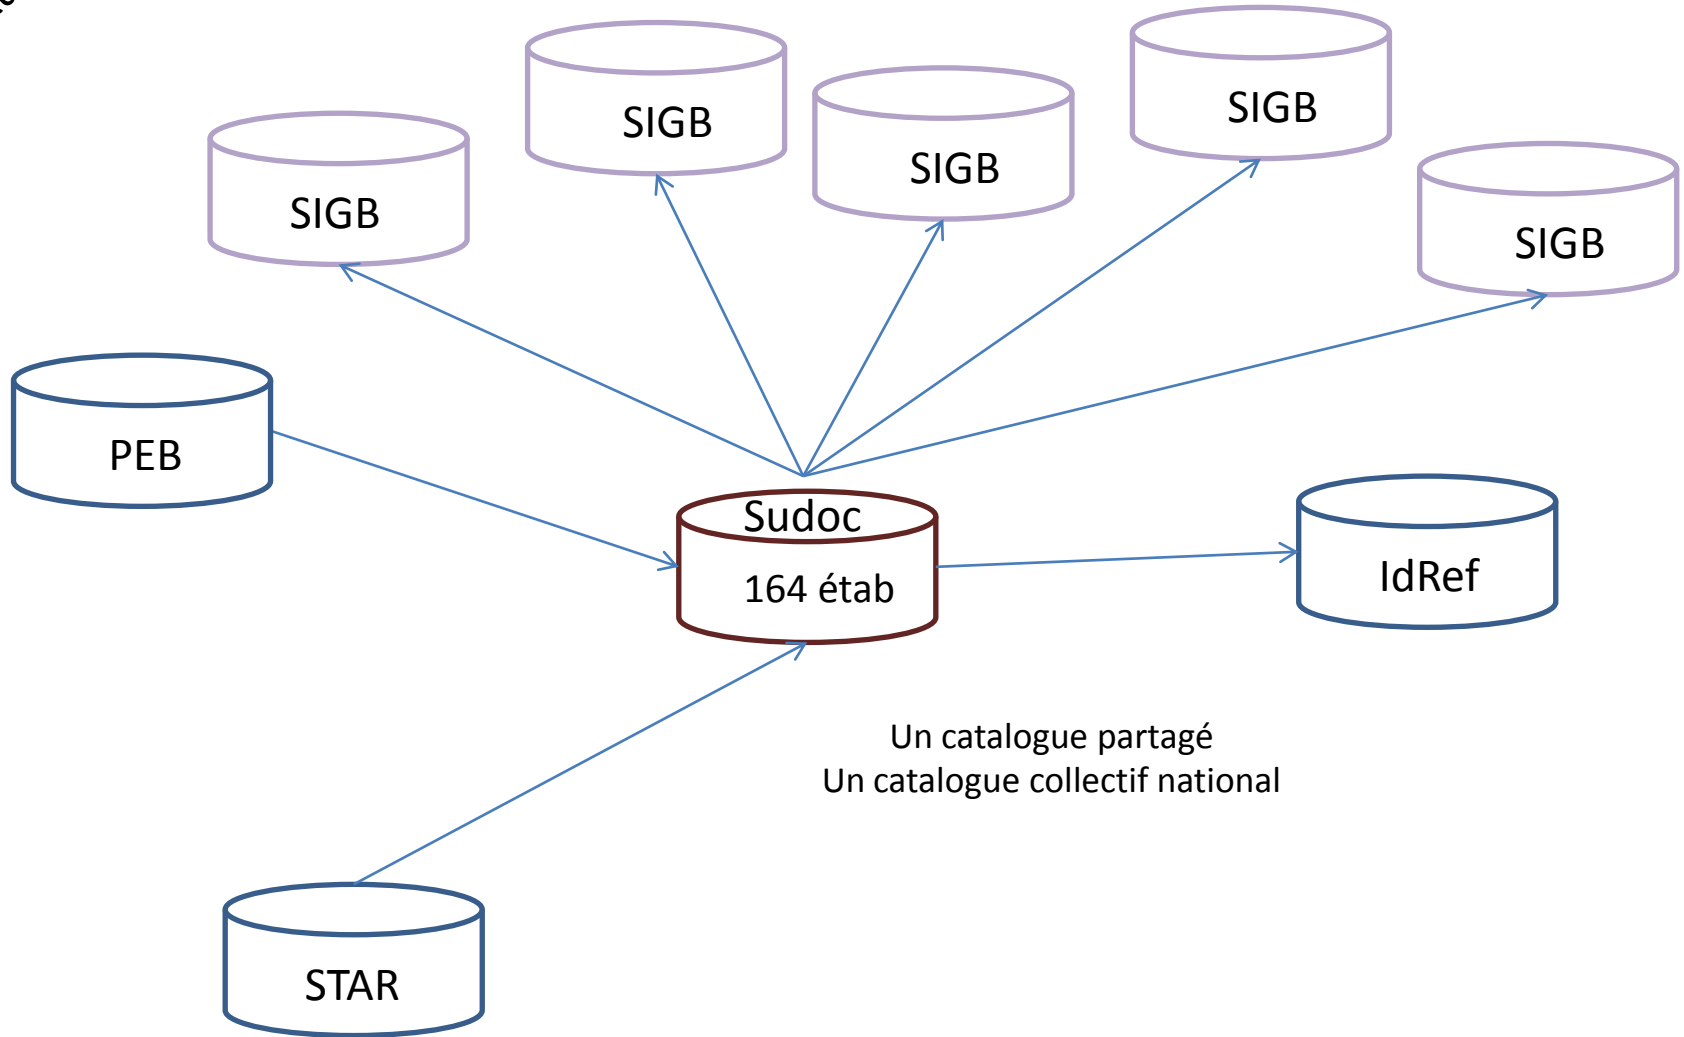 SIGB
SIGB
SIGB
SIGB
SIGB
PEB
Sudoc
164 étab
IdRef
Un catalogue partagé
Un catalogue collectif national
STAR